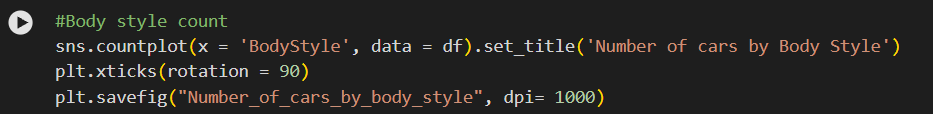 #Body style count
sns.countplot(x = 'BodyStyle', data = df).set_title('Number of cars by Body Style')
plt.xticks(rotation = 90)
plt.savefig("Number_of_cars_by_body_style", dpi= 1000)